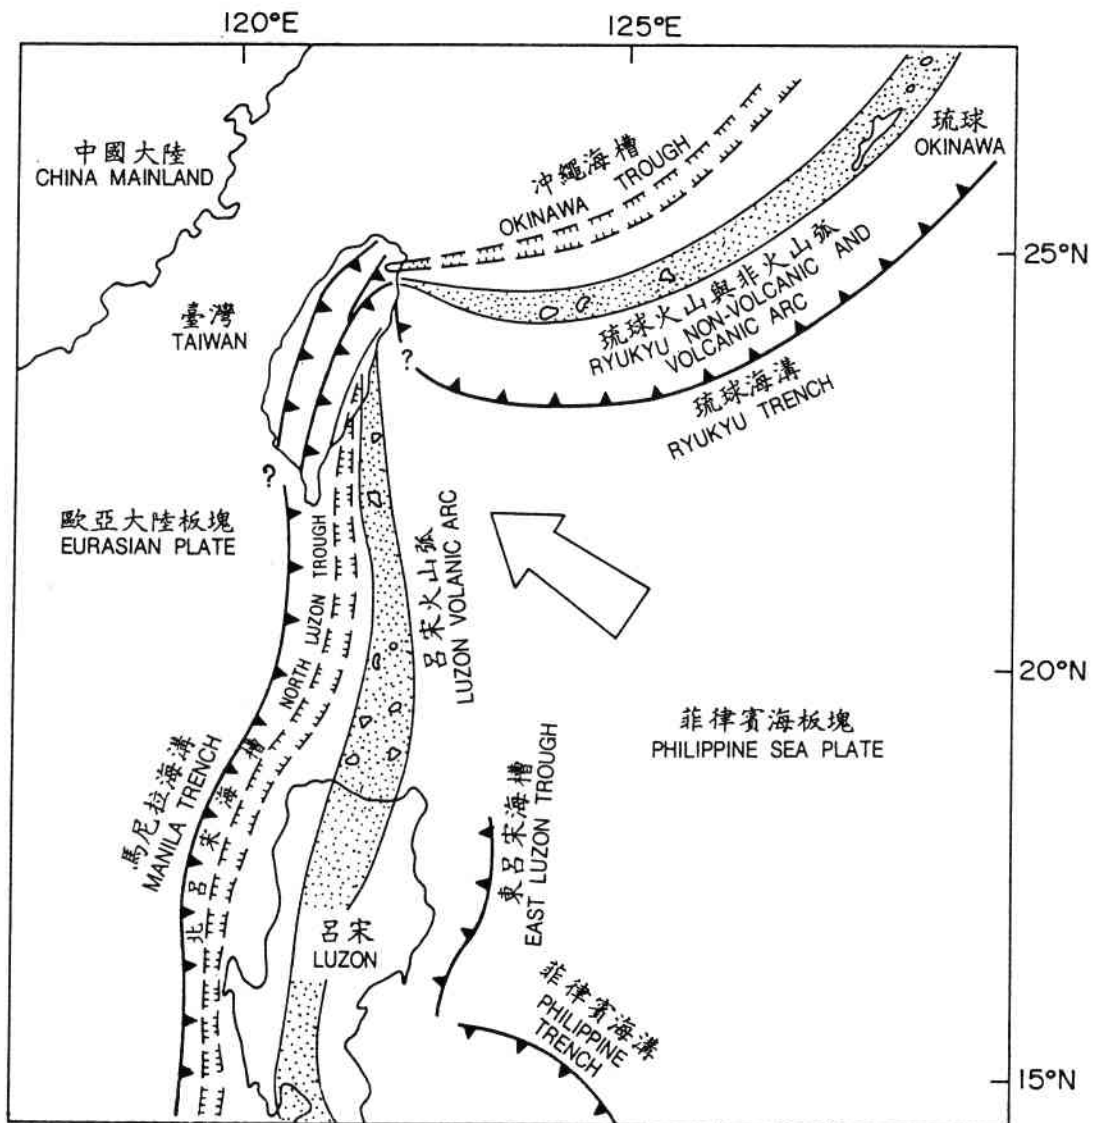 120°E
125°E
中國大陸
CHINA MAINLAND
沖繩海槽
OKINAWA TROUGH
琉球
OKINAWA
25°N
臺灣
TAIWAN
琉球火山與非火山弧
RYUKYU NON-VOLCANIC AND
VOLCANIC ARC
?
琉球海溝
RYUKYU TRENCH
?
歐亞大陸板塊
EURASIAN PLATE
呂宋火山弧
LUZON VOLANIC ARC
北呂宋海槽
NORTH LUZON TROUGH
20°N
菲律賓海板塊
PHILIPPINE SEA PLATE
馬尼拉海溝
MANILA TRENCH
東呂宋海槽
EAST LUZON TROUGH
呂宋
LUZON
菲律賓海溝
PHILIPPINE
TRENCH
15°N